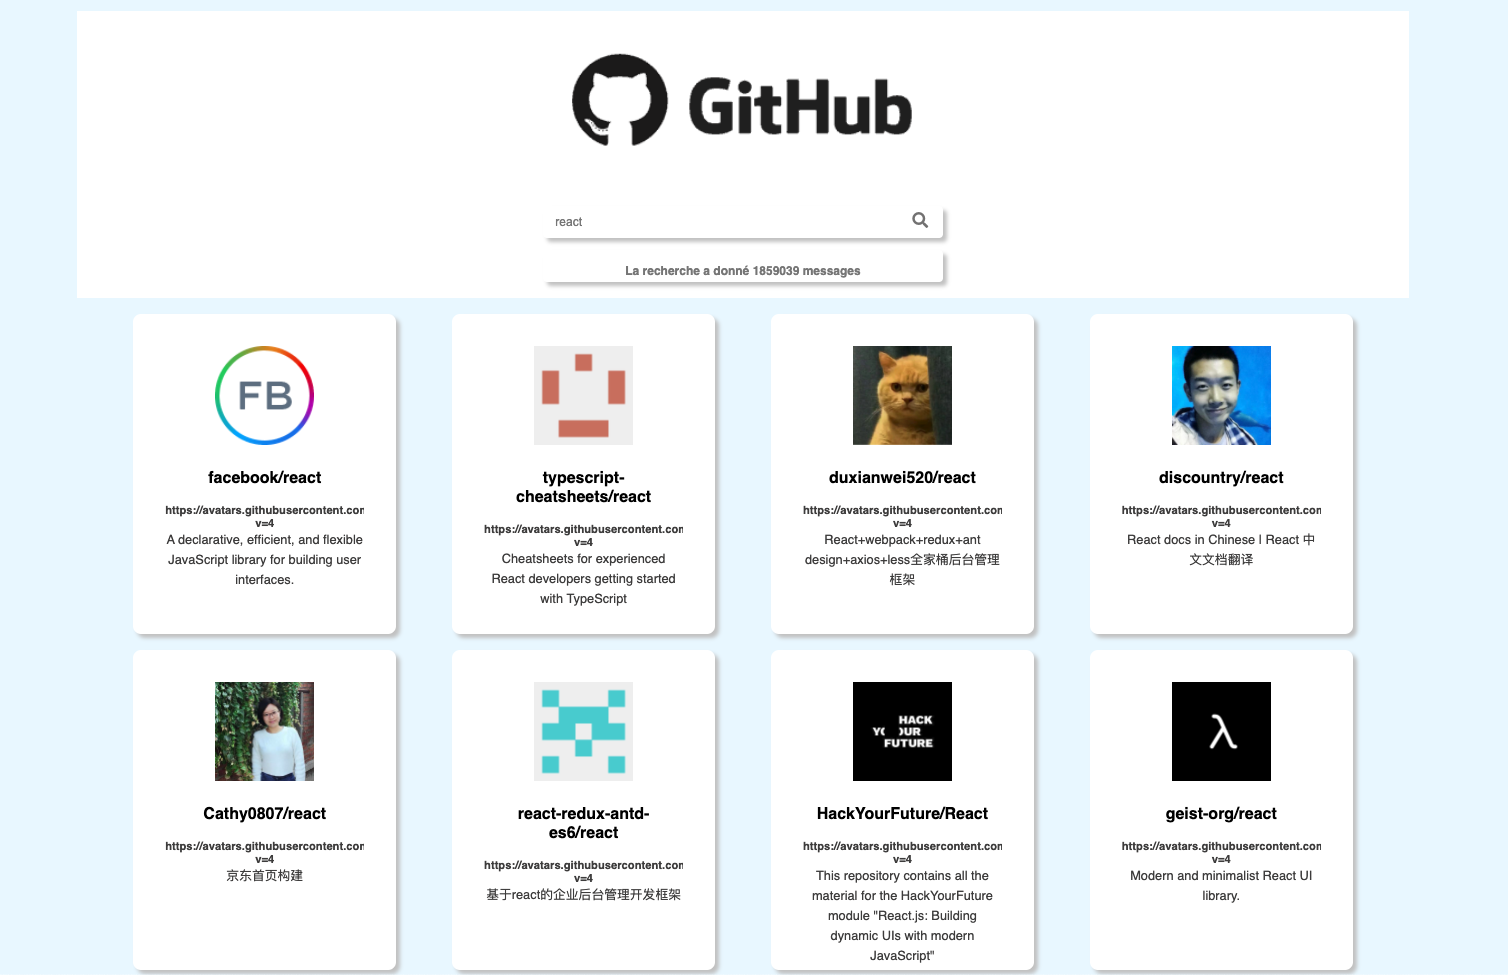 GitHub
react
La recherche a donné 1859039 messages
FB
facebook/react
https://avatars.githubusercontent.con
v=4
A declarative, efficient, and flexible
JavaScript library for building user
interfaces.
typescript-
cheatsheets/react
https://avatars.githubusercontent.con
v=4
Cheatsheets for experienced
React developers getting started
with TypeScript
duxianwei520/react
https://avatars.githubusercontent.con
v=4
React+webpack+redux+ant
design+axios+less全家桶后台管理
框架
discountry/react
https://avatars.githubusercontent.con
v=4
React docs in Chinese | React 中
文文档翻译
Cathy0807/react
https://avatars.githubusercontent.con
v=4
京东首页构建
react-redux-antd-
es6/react
https://avatars.githubusercontent.con
v=4
基于react的企业后台管理开发框架
HACK
YOUR
FUTURE
HackYourFuture/React
https://avatars.githubusercontent.con
v=4
This repository contains all the
material for the HackYourFuture
module "React.js: Building
dynamic UIs with modern
JavaScript"
λ
geist-org/react
https://avatars.githubusercontent.con
v=4
Modern and minimalist React UI
library.